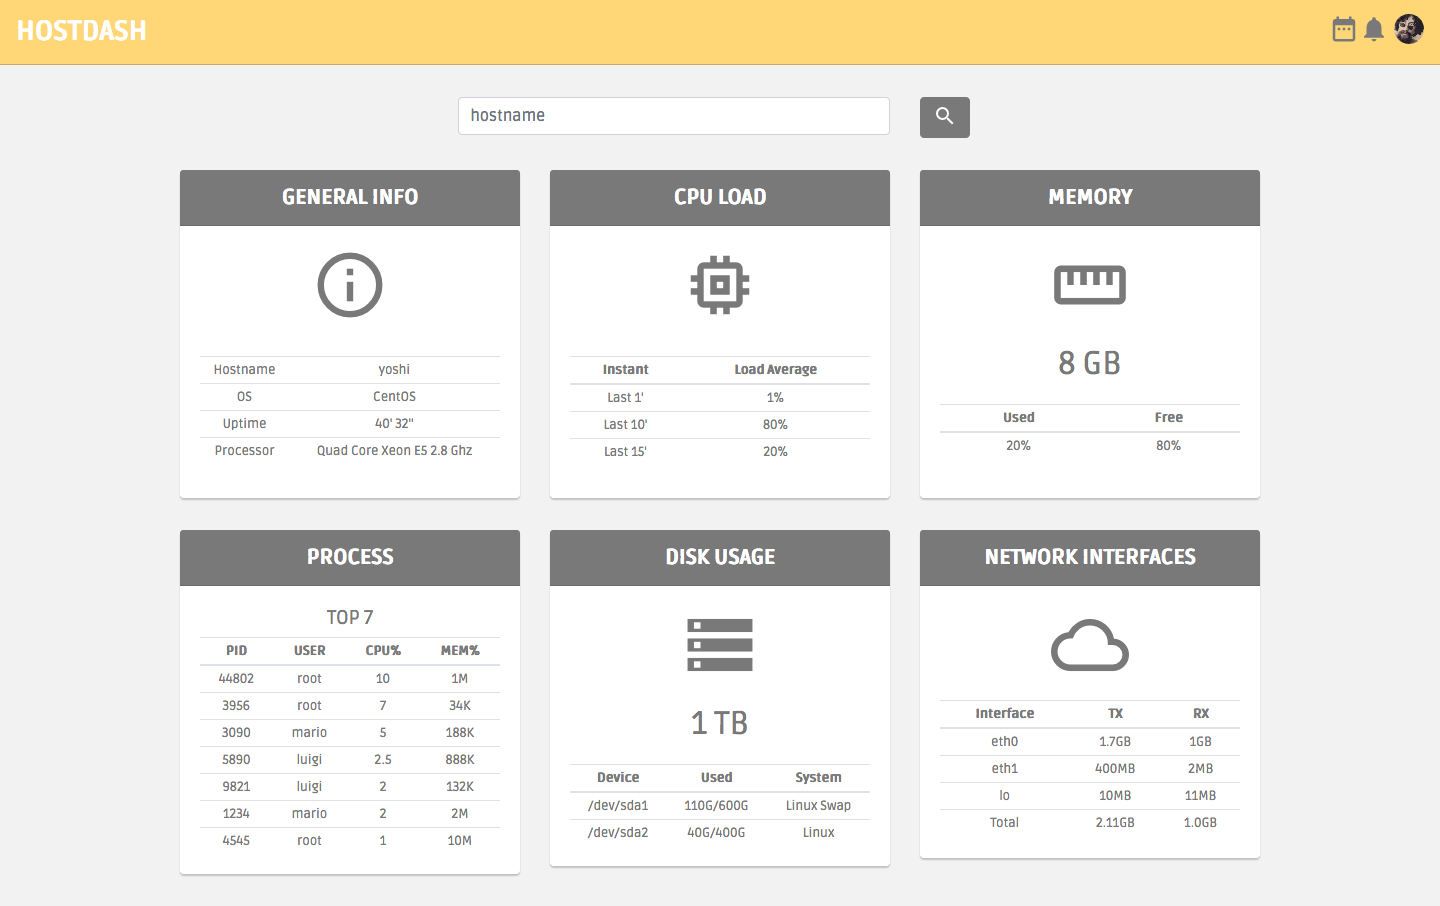 HOSTDASH
hostname
GENERAL INFO
Hostname yoshi
OS CentOS
Uptime 40' 32"
Processor Quad Core Xeon E5 2.8 Ghz
CPU LOAD
Instant Load Average
Last 1' 1%
Last 10' 80%
Last 15' 20%
MEMORY
8 GB
Used Free
20% 80%
PROCESS
TOP 7
PID USER CPU% MEM%
44802 root 10 1M
3956 root 7 34K
3090 mario 5 188K
5890 luigi 2.5 888K
9821 luigi 2 132K
1234 mario 2 2M
4545 root 1 10M
DISK USAGE
1 TB
Device Used System
/dev/sda1 110G/600G Linux Swap
/dev/sda2 40G/400G Linux
NETWORK INTERFACES
Interface TX RX
eth0 1.7GB 1GB
eth1 400MB 2MB
lo 10MB 11MB
Total 2.11GB 1.0GB